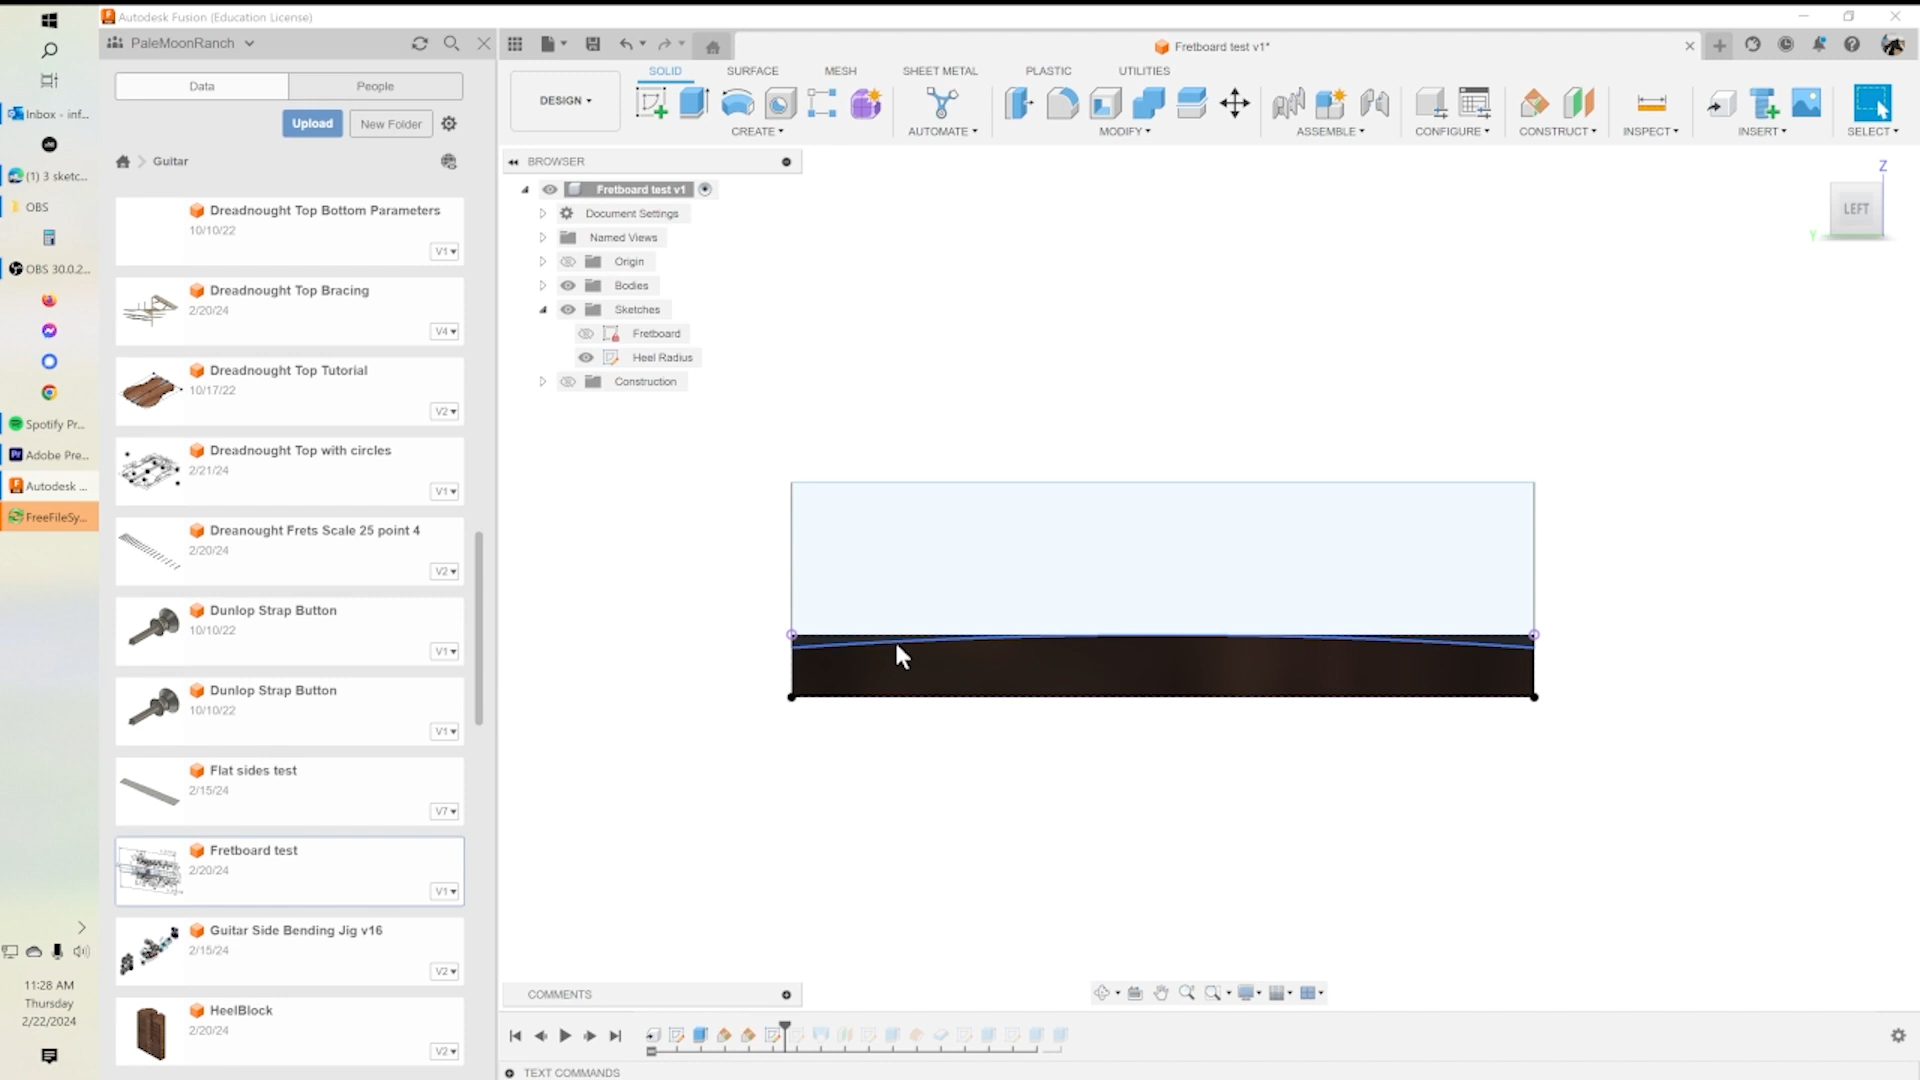 Autodesk Fusion (Education License)
PaleMoonRanch
Fretboard test v1*
Data
People
Upload
New Folder
Guitar
Dreadnought Top Bottom Parameters
10/10/22
V1
Dreadnought Top Bracing
2/20/24
V4
Dreadnought Top Tutorial
10/17/22
V2
Dreadnought Top with circles
2/21/24
V1
Dreanought Frets Scale 25 point 4
2/20/24
V2
Dunlop Strap Button
10/10/22
V1
Dunlop Strap Button
10/10/22
V1
Flat sides test
2/15/24
V7
Fretboard test
2/20/24
V1
Guitar Side Bending Jig v16
2/15/24
V2
HeelBlock
2/20/24
V2
Inbox - inf...
(1) 3 sketc...
OBS
OBS 30.0.2...
Spotify Pr...
Adobe Pre...
Autodesk ...
FreeFileSy...
11:28 AM
Thursday
2/22/2024
DESIGN
SOLID
SURFACE
MESH
SHEET METAL
PLASTIC
UTILITIES
CREATE
AUTOMATE
MODIFY
ASSEMBLE
CONFIGURE
CONSTRUCT
INSPECT
INSERT
SELECT
BROWSER
Fretboard test v1
Document Settings
Named Views
Origin
Bodies
Sketches
Fretboard
Heel Radius
Construction
Z
LEFT
Y
COMMENTS
TEXT COMMANDS